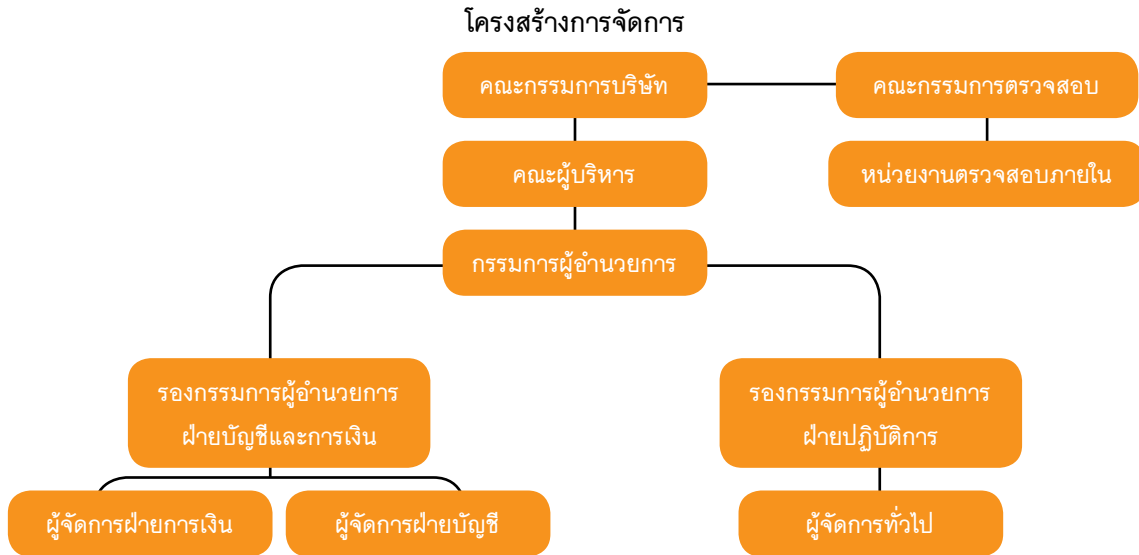 โครงสร้างการจัดการ
คณะกรรมการบริษัท
คณะกรรมการตรวจสอบ
คณะผู้บริหาร
หน่วยงานตรวจสอบภายใน
กรรมการผู้อำนวยการ
รองกรรมการผู้อำนวยการ
ฝ่ายบัญชีและการเงิน
รองกรรมการผู้อำนวยการ
ฝ่ายปฏิบัติการ
ผู้จัดการฝ่ายการเงิน
ผู้จัดการฝ่ายบัญชี
ผู้จัดการทั่วไป